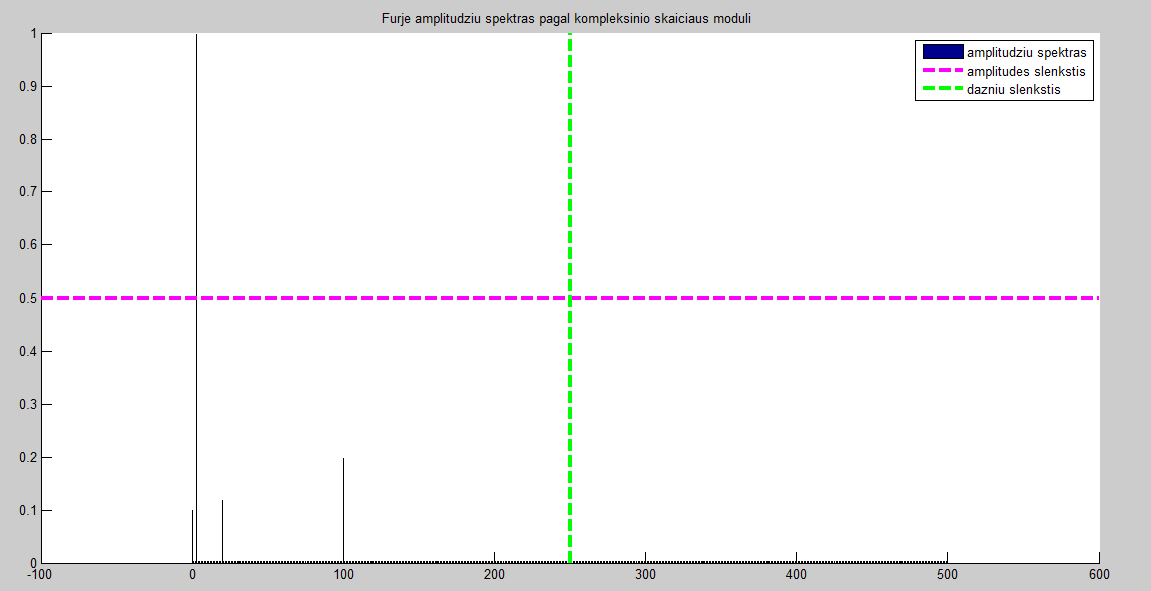 Furje amplitudziu spektras pagal kompleksinio skaiciaus moduli
amplitudziu spektras
amplitudes slenkstis
dazniu slenkstis
1
0.9
0.8
0.7
0.6
0.5
0.4
0.3
0.2
0.1
0
-100 0 100 200 300 400 500 600